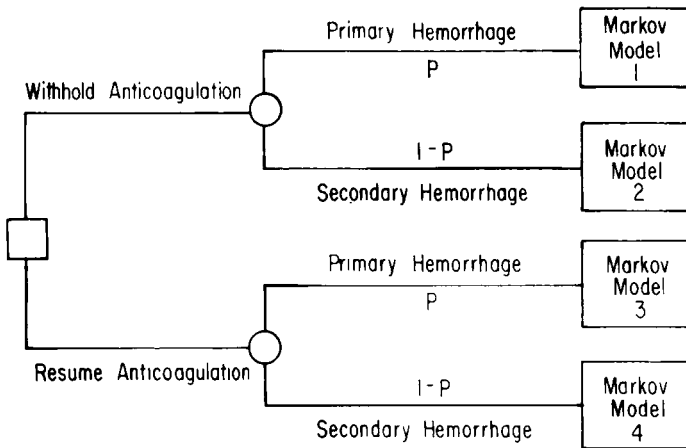 Primary Hemorrhage
P
Markov
Model
1
Withhold Anticoagulation
1-P
Secondary Hemorrhage
Markov
Model
2
Primary Hemorrhage
P
Markov
Model
3
Resume Anticoagulation
1-P
Secondary Hemorrhage
Markov
Model
4